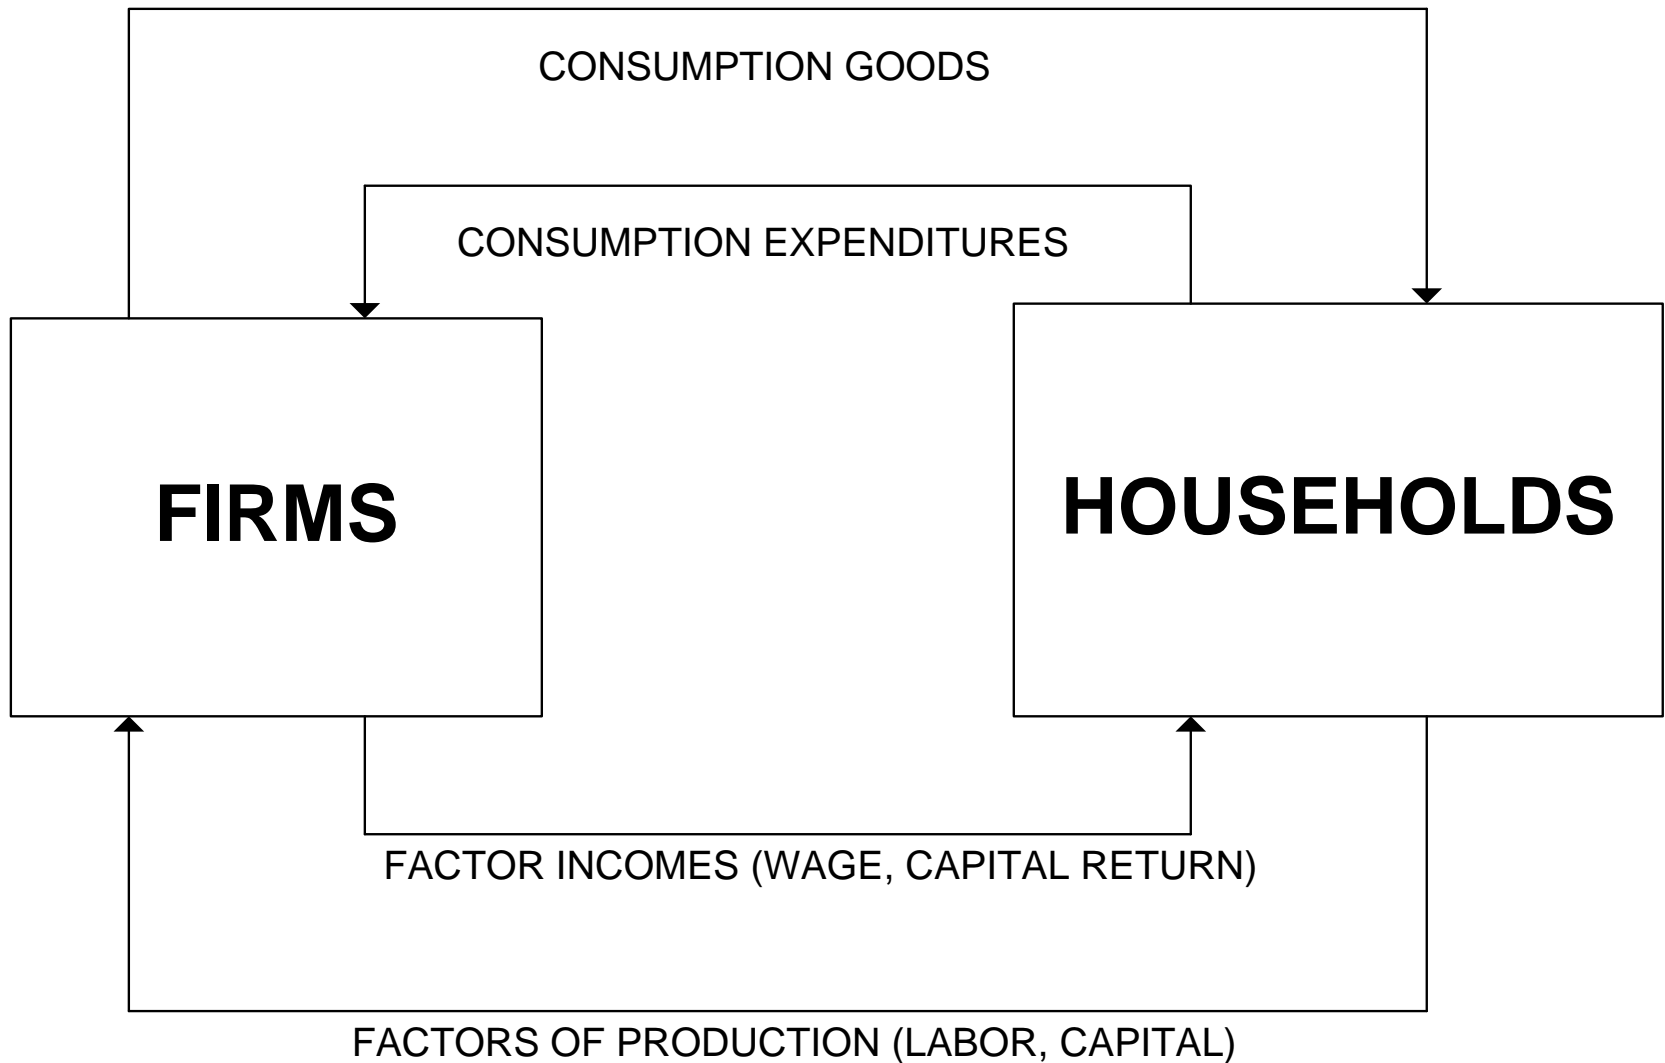 CONSUMPTION GOODS
CONSUMPTION EXPENDITURES
FIRMS
HOUSEHOLDS
FACTOR INCOMES (WAGE, CAPITAL RETURN)
FACTORS OF PRODUCTION (LABOR, CAPITAL)